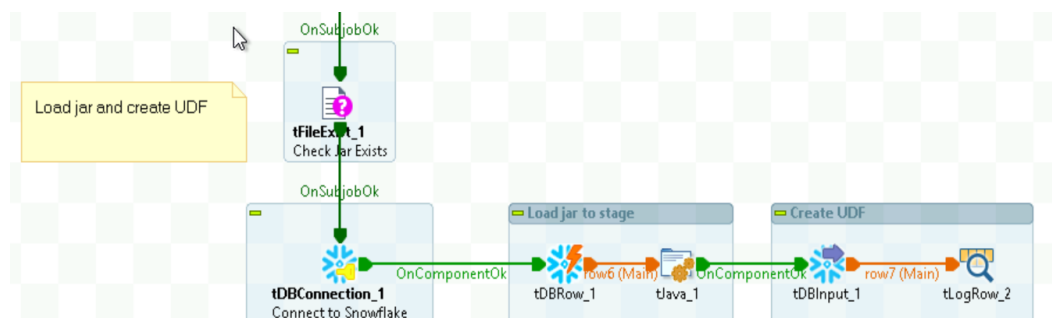 OnSubjobOk
Load jar and create UDF
tFileExist_1
Check Jar Exists
OnSubjobOk
Load jar to stage
Create UDF
OnComponentOk
row6 (Main)
OnComponentOk
row7 (Main)
tDBConnection_1
Connect to Snowflake
tDBRow_1
tJava_1
tDBInput_1
tLogRow_2